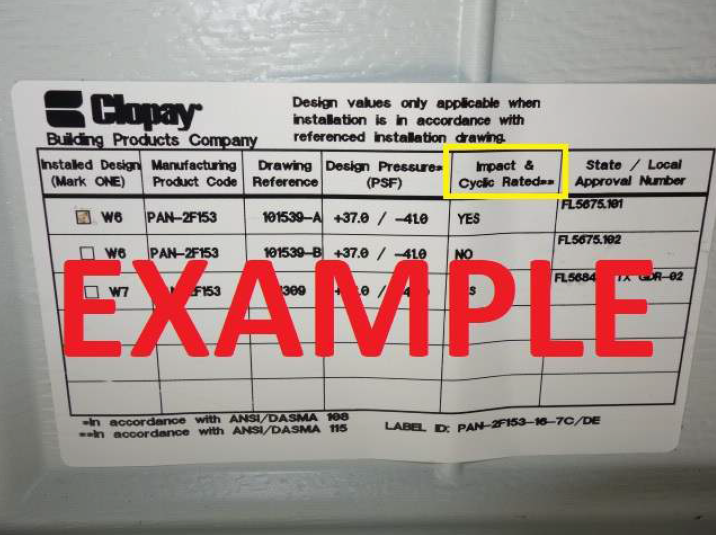 Clopay
Building Products Company
Design values only applicable when
installation is in accordance with
referenced installation drawing.
Installed Design (Mark ONE) Manufacturing Product Code Drawing Reference Design Pressure* (PSF) Impact & Cyclic Rated** State / Local Approval Number
W6 PAN-2F153 101539-A +37.0 / -41.0 YES FL5675.101
W6 PAN-2F153 101539-B +37.0 / -41.0 NO FL5675.102
W7 2F153
EXAMPLE
*In accordance with ANSI/DASMA 108
**In accordance with ANSI/DASMA 115
LABEL ID: PAN-2F153-16-7C/DE